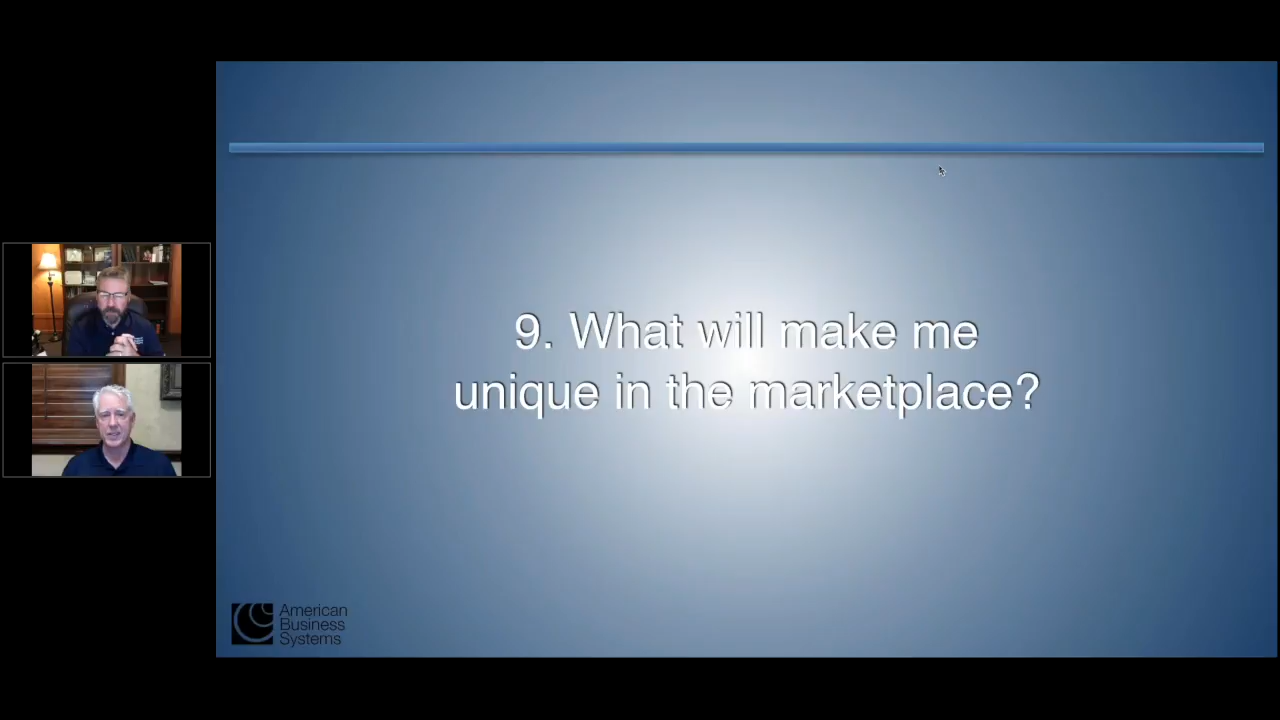 9. What will make me
unique in the marketplace?
American
Business
Systems